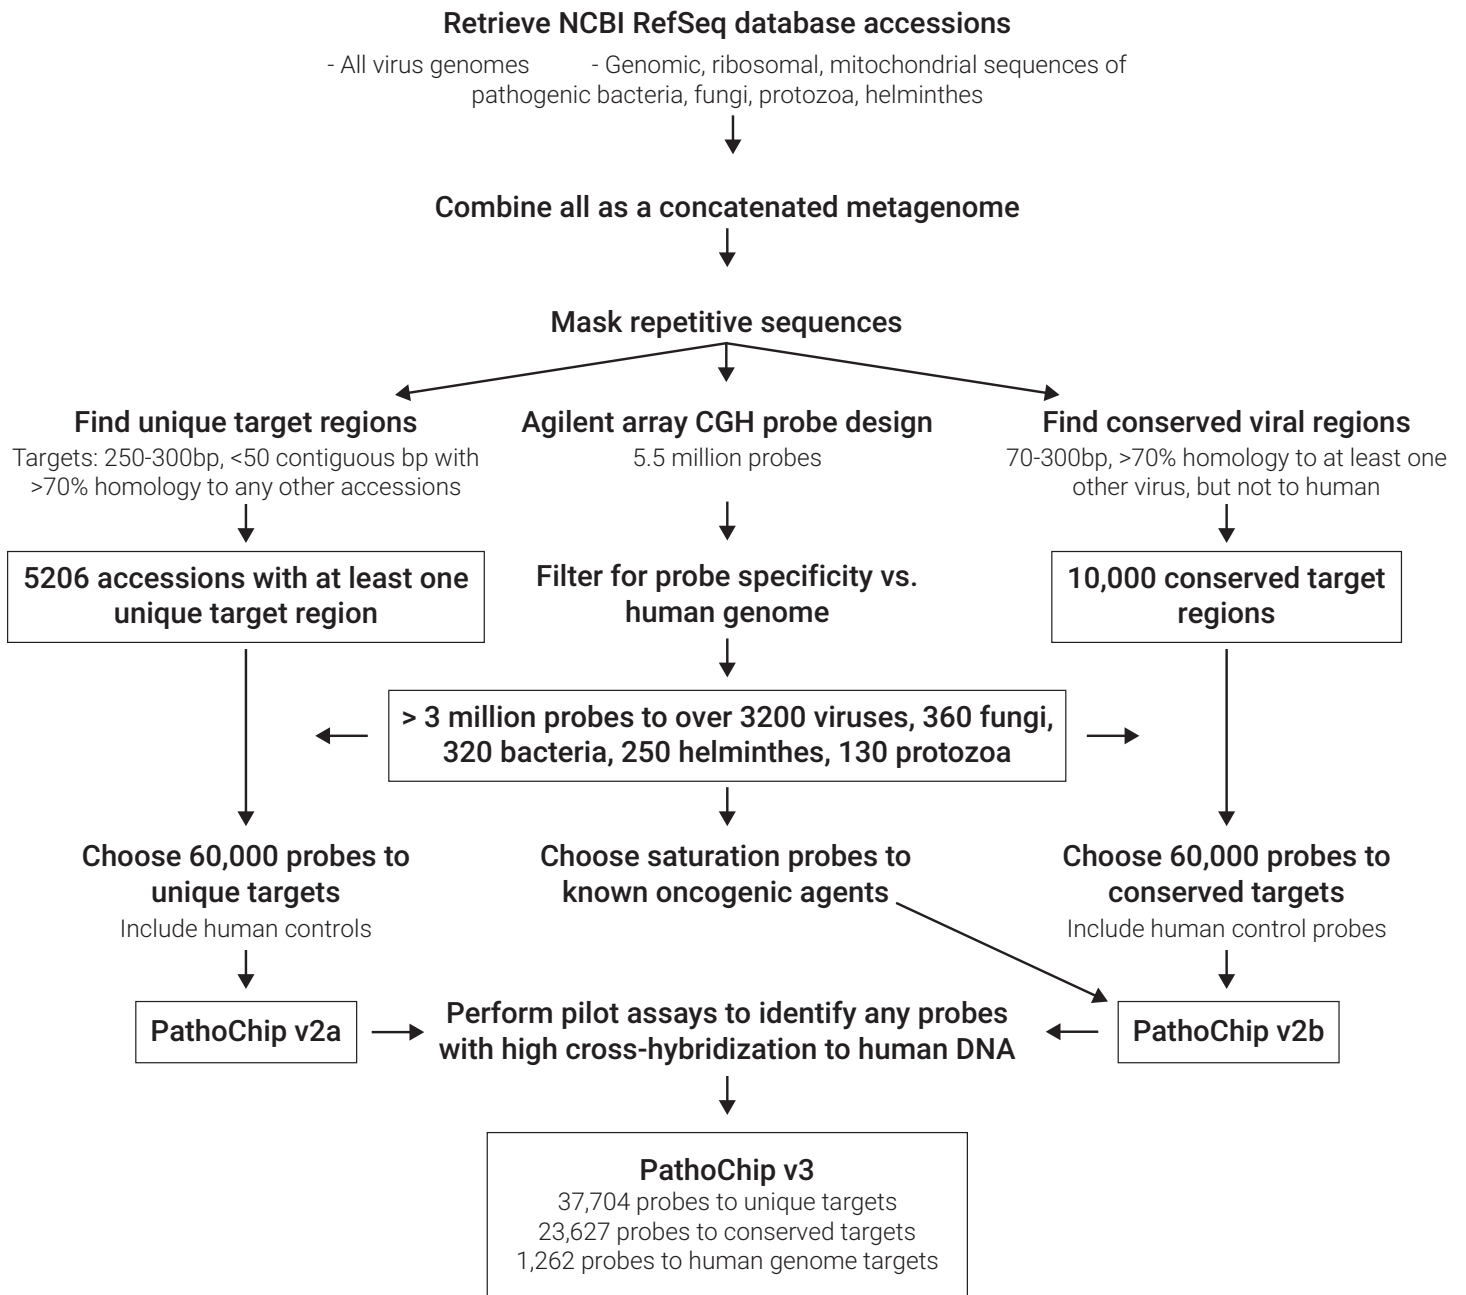 Retrieve NCBI RefSeq database accessions
- All virus genomes - Genomic, ribosomal, mitochondrial sequences of
pathogenic bacteria, fungi, protozoa, helminthes
Combine all as a concatenated metagenome
Mask repetitive sequences
Find unique target regions
Targets: 250-300bp, <50 contiguous bp with
>70% homology to any other accessions
Agilent array CGH probe design
5.5 million probes
Find conserved viral regions
70-300bp, >70% homology to at least one
other virus, but not to human
5206 accessions with at least one
unique target region
Filter for probe specificity vs.
human genome
10,000 conserved target
regions
> 3 million probes to over 3200 viruses, 360 fungi,
320 bacteria, 250 helminthes, 130 protozoa
Choose 60,000 probes to
unique targets
Include human controls
Choose saturation probes to
known oncogenic agents
Choose 60,000 probes to
conserved targets
Include human control probes
PathoChip v2a
Perform pilot assays to identify any probes
with high cross-hybridization to human DNA
PathoChip v2b
PathoChip v3
37,704 probes to unique targets
23,627 probes to conserved targets
1,262 probes to human genome targets